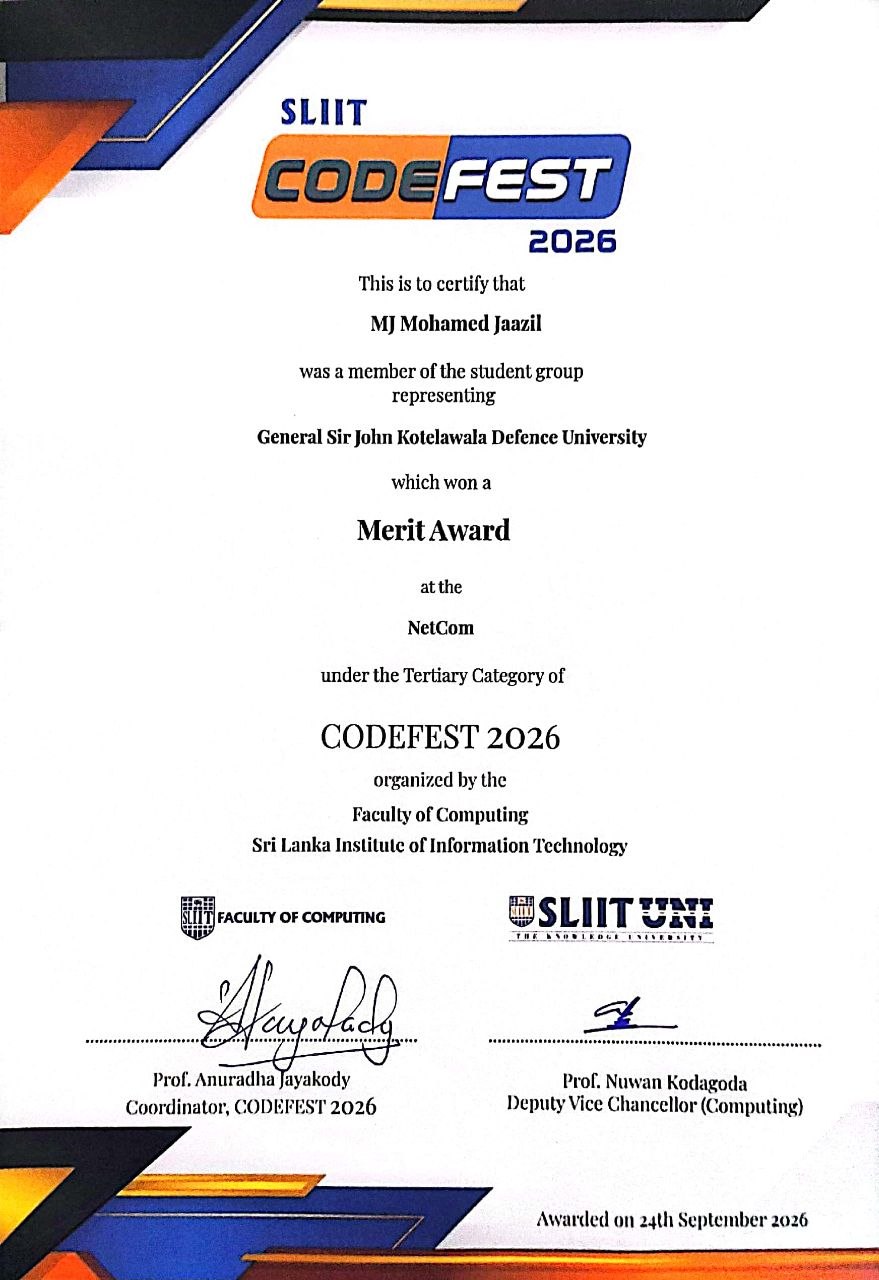 SLIIT
CODEFEST
2026
This is to certify that
MJ Mohamed Jaazil
was a member of the student group
representing
General Sir John Kotelawala Defence University
which won a
Merit Award
at the
NetCom
under the Tertiary Category of
CODEFEST 2026
organized by the
Faculty of Computing
Sri Lanka Institute of Information Technology
SLIIT FACULTY OF COMPUTING
SLIIT UNI
THE KNOWLEDGE UNIVERSITY
Prof. Anuradha Jayakody
Coordinator, CODEFEST 2026
Prof. Nuwan Kodagoda
Deputy Vice Chancellor (Computing)
Awarded on 24th September 2026